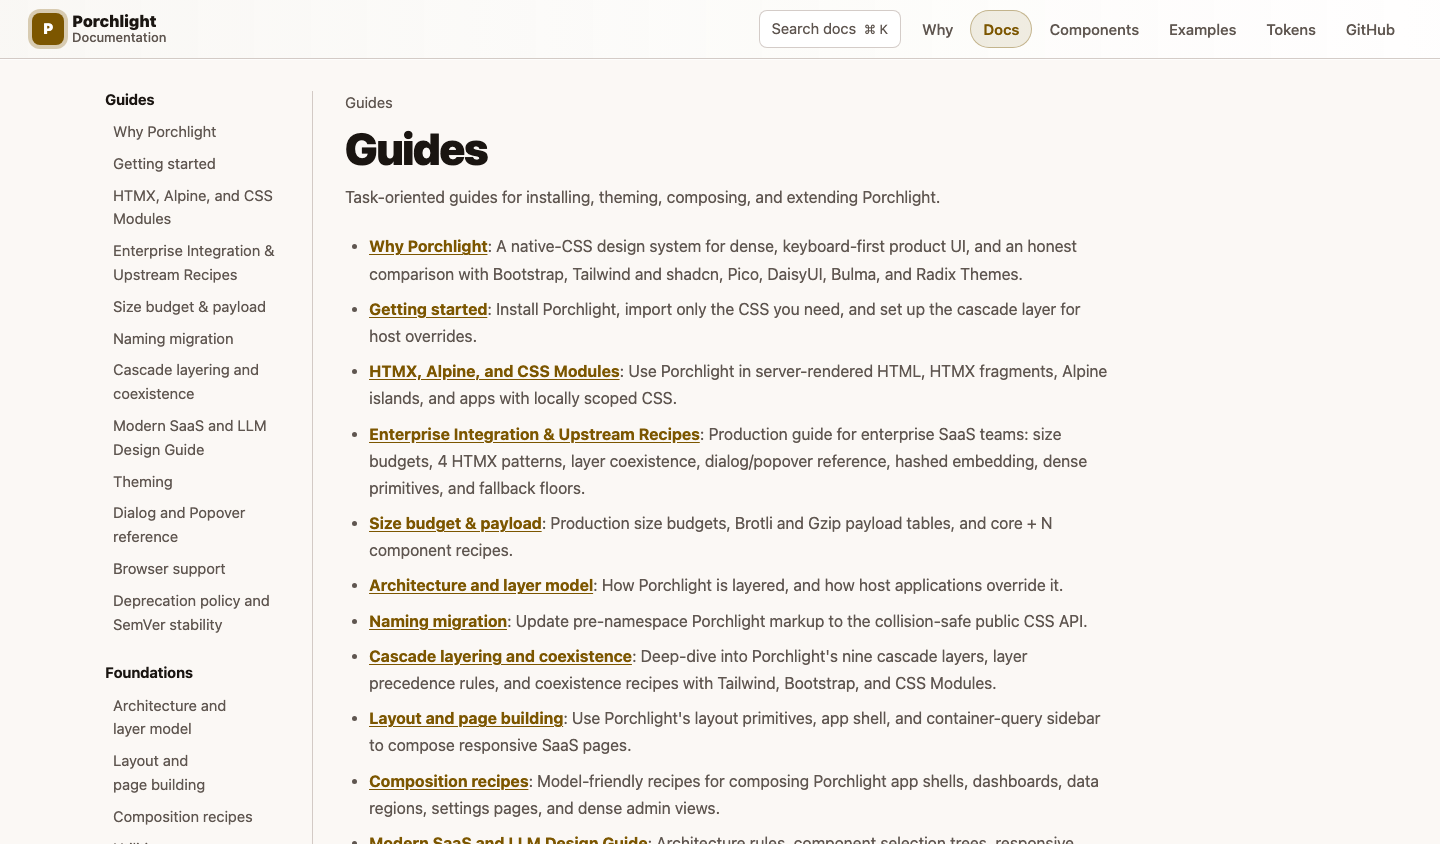 P
Porchlight
Documentation
Search docs ⌘ K
Why
Docs
Components
Examples
Tokens
GitHub
Guides
Why Porchlight
Getting started
HTMX, Alpine, and CSS
Modules
Enterprise Integration &
Upstream Recipes
Size budget & payload
Naming migration
Cascade layering and
coexistence
Modern SaaS and LLM
Design Guide
Theming
Dialog and Popover
reference
Browser support
Deprecation policy and
SemVer stability
Foundations
Architecture and
layer model
Layout and
page building
Composition recipes
Guides
Guides
Task-oriented guides for installing, theming, composing, and extending Porchlight.
• Why Porchlight: A native-CSS design system for dense, keyboard-first product UI, and an honest
comparison with Bootstrap, Tailwind and shadcn, Pico, DaisyUI, Bulma, and Radix Themes.
• Getting started: Install Porchlight, import only the CSS you need, and set up the cascade layer for
host overrides.
• HTMX, Alpine, and CSS Modules: Use Porchlight in server-rendered HTML, HTMX fragments, Alpine
islands, and apps with locally scoped CSS.
• Enterprise Integration & Upstream Recipes: Production guide for enterprise SaaS teams: size
budgets, 4 HTMX patterns, layer coexistence, dialog/popover reference, hashed embedding, dense
primitives, and fallback floors.
• Size budget & payload: Production size budgets, Brotli and Gzip payload tables, and core + N
component recipes.
• Architecture and layer model: How Porchlight is layered, and how host applications override it.
• Naming migration: Update pre-namespace Porchlight markup to the collision-safe public CSS API.
• Cascade layering and coexistence: Deep-dive into Porchlight's nine cascade layers, layer
precedence rules, and coexistence recipes with Tailwind, Bootstrap, and CSS Modules.
• Layout and page building: Use Porchlight's layout primitives, app shell, and container-query sidebar
to compose responsive SaaS pages.
• Composition recipes: Model-friendly recipes for composing Porchlight app shells, dashboards, data
regions, settings pages, and dense admin views.
• Modern SaaS and LLM Design Guide: Architecture rules, component selection trees, responsive